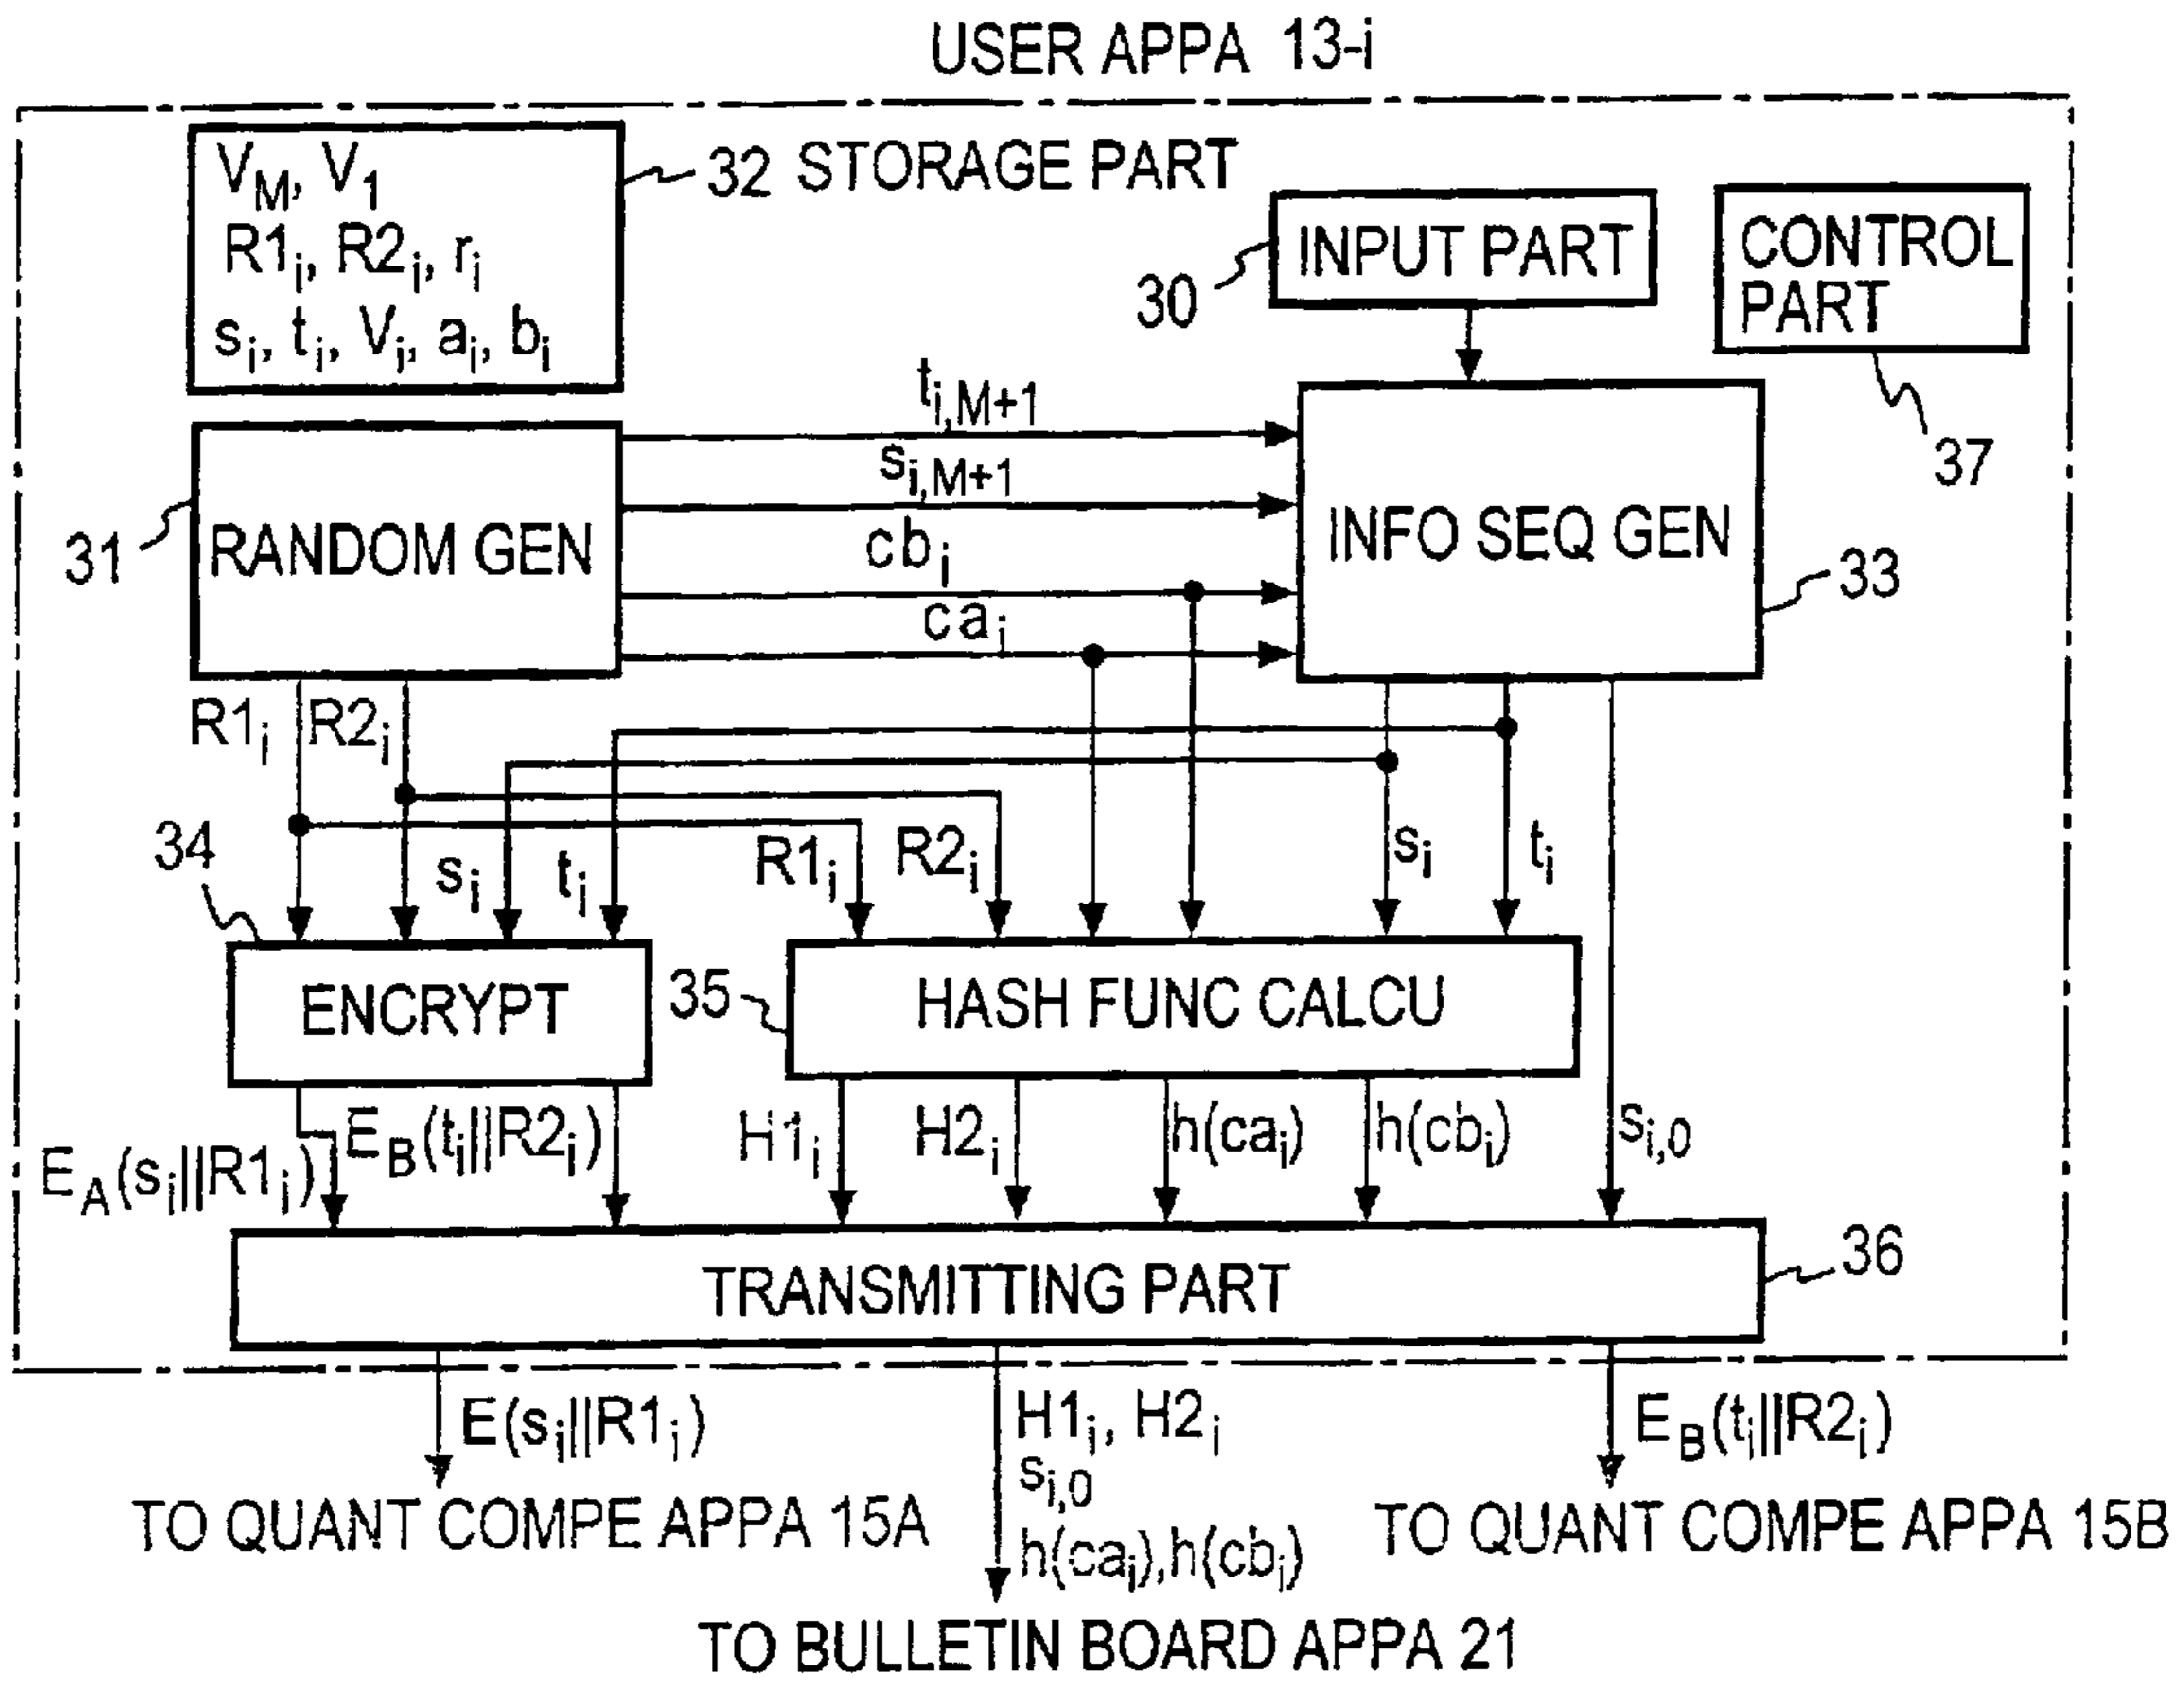 USER APPA 13-i
V_M, V_1
R1_i, R2_i, r_i
s_i, t_i, V_i, a_i, b_i
32 STORAGE PART
30
INPUT PART
CONTROL
PART
37
t_i,M+1
s_i,M+1
cb_i
ca_i
31
RANDOM GEN
INFO SEQ GEN
33
R1_i
R2_i
34
s_i
t_i
R1_i
R2_i
s_i
t_i
ENCRYPT
35
HASH FUNC CALCU
E_A(s_i||R1_i)
E_B(t_i||R2_i)
H1_i
H2_i
h(ca_i)
h(cb_i)
s_i,0
TRANSMITTING PART
36
E(s_i||R1_i)
H1_i, H2_i
s_i,0
h(ca_i),h(cb_i)
E_B(t_i||R2_i)
TO QUANT COMPE APPA 15A
TO QUANT COMPE APPA 15B
TO BULLETIN BOARD APPA 21